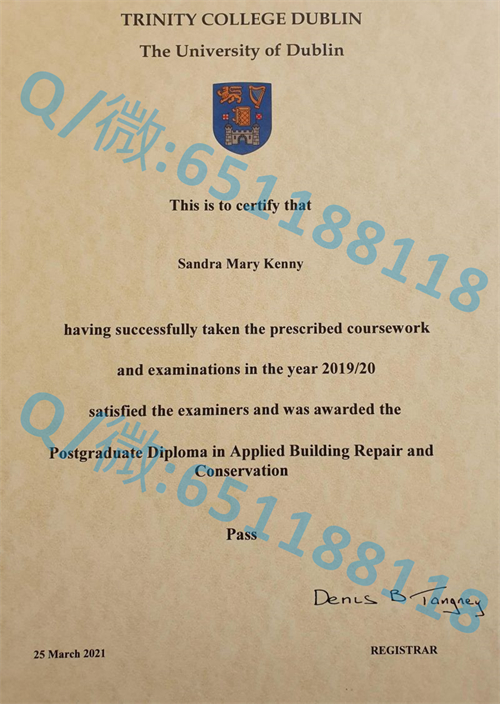 TRINITY COLLEGE DUBLIN
The University of Dublin
Q/微:651188118
This is to certify that
Sandra Mary Kenny
having successfully taken the prescribed coursework
and examinations in the year 2019/20
satisfied the examiners and was awarded the
Q/微:651188118
Postgraduate Diploma in Applied Building Repair and
Conservation
Pass
Denis B Tangney
25 March 2021
REGISTRAR